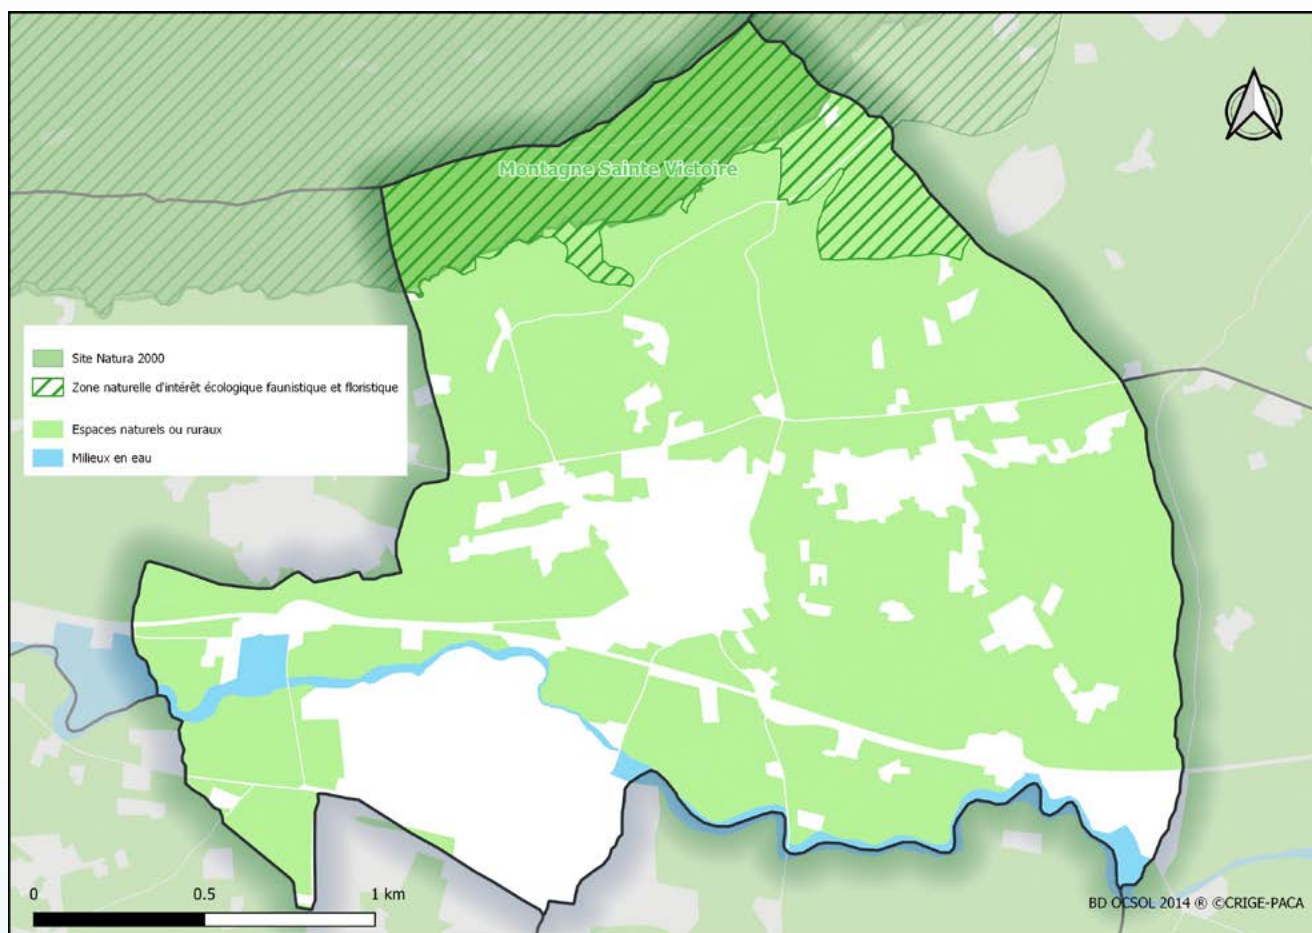 Montagne Sainte Victoire
Site Natura 2000
Zone naturelle d'intérêt écologique faunistique et floristique
Espaces naturels ou ruraux
Milieux en eau
0 0.5 1 km
BD OCSOL 2014 ® ©CRIGE-PACA